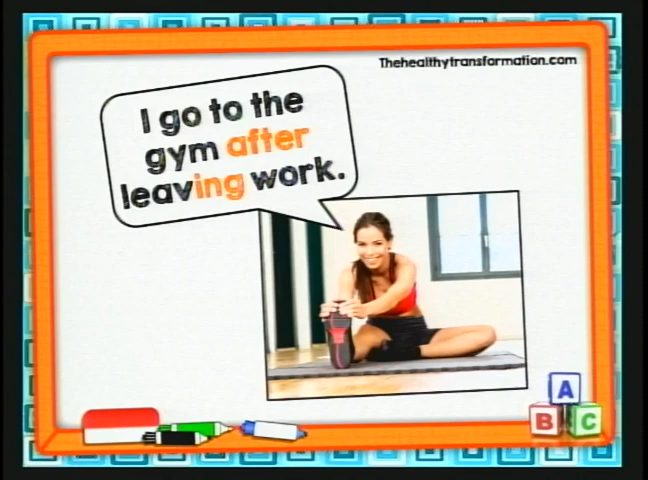 Thehealthytransformation.com
I go to the
gym after
leaving work.
A
B C